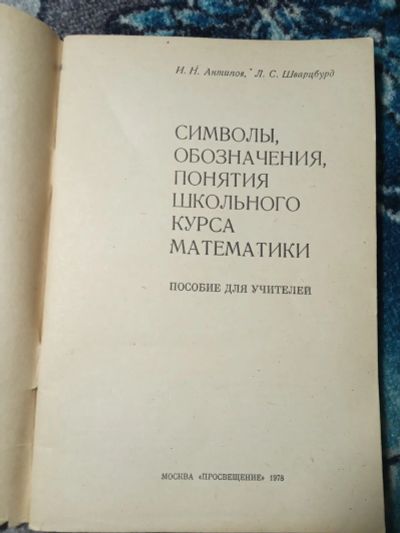 И. Н. Антипов, Л. С. Шварцбурд
СИМВОЛЫ,
ОБОЗНАЧЕНИЯ,
ПОНЯТИЯ
ШКОЛЬНОГО
КУРСА
МАТЕМАТИКИ
ПОСОБИЕ ДЛЯ УЧИТЕЛЕЙ
МОСКВА «ПРОСВЕЩЕНИЕ» 1978